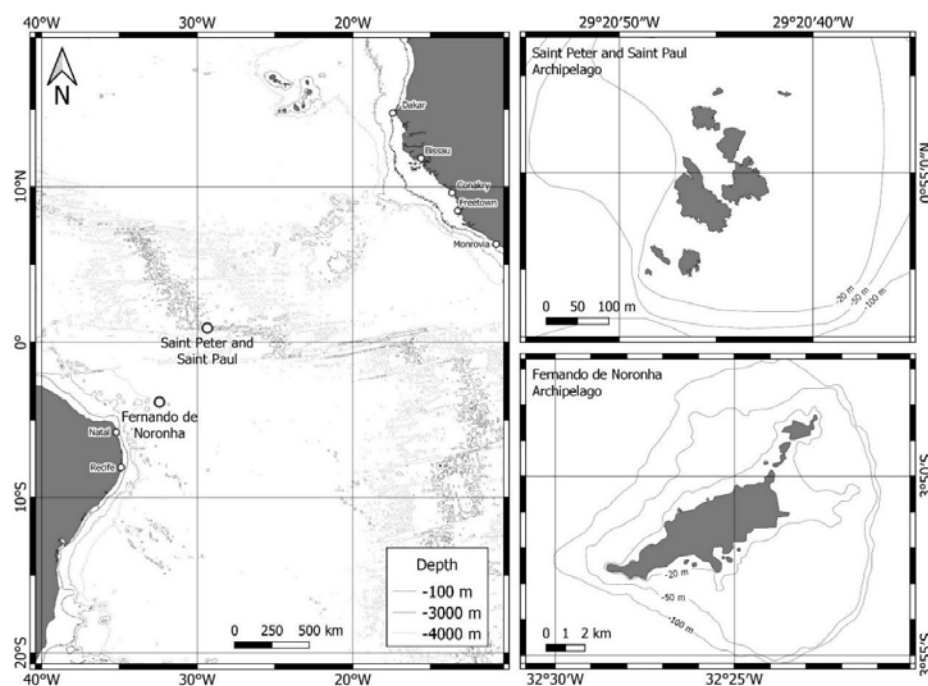 40°W
30°W
20°W
N
10°N
0°
10°S
20°S
Dakar
Bissau
Conakry
Freetown
Monrovia
Saint Peter and
Saint Paul
Fernando de
Noronha
Natal
Recife
Depth
-100 m
-3000 m
-4000 m
0 250 500 km
40°W
30°W
20°W
29°20'50"W
29°20'40"W
Saint Peter and Saint Paul
Archipelago
0°55'0"N
-20 m
-50 m
-100 m
0 50 100 m
Fernando de Noronha
Archipelago
3°50'S
-20 m
-50 m
-100 m
0 1 2 km
3°55'S
32°30'W
32°25'W